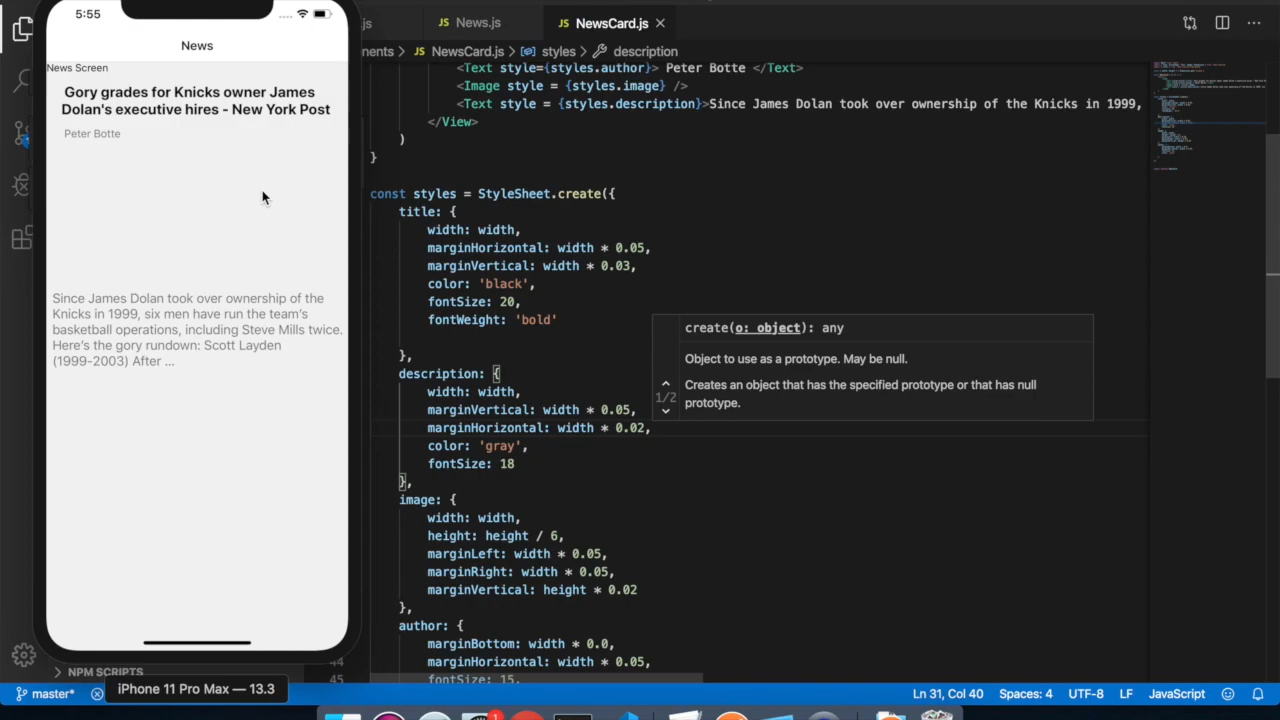 5:55
News
News Screen
Gory grades for Knicks owner James
Dolan's executive hires - New York Post
Peter Botte
Since James Dolan took over ownership of the
Knicks in 1999, six men have run the team's
basketball operations, including Steve Mills twice.
Here's the gory rundown: Scott Layden
(1999-2003) After ...
NPM SCRIPTS
iPhone 11 Pro Max — 13.3
js
JS News.js
JS NewsCard.js
nents > JS NewsCard.js > styles > description
<Text style={styles.author}> Peter Botte </Text>
<Image style = {styles.image} />
<Text style = {styles.description}>Since James Dolan took over ownership of the Knicks in 1999,
</View>
)
}
const styles = StyleSheet.create({
title: {
width: width,
marginHorizontal: width * 0.05,
marginVertical: width * 0.03,
color: 'black',
fontSize: 20,
fontWeight: 'bold'
},
description: {
width: width,
marginVertical: width * 0.05,
marginHorizontal: width * 0.02,
color: 'gray',
fontSize: 18
},
image: {
width: width,
height: height / 6,
marginLeft: width * 0.05,
marginRight: width * 0.05,
marginVertical: height * 0.02
},
author: {
marginBottom: width * 0.0,
44 marginHorizontal: width * 0.05,
45 fontSize: 15,
create(o: object): any
Object to use as a prototype. May be null.
1/2
Creates an object that has the specified prototype or that has null
prototype.
master*
Ln 31, Col 40 Spaces: 4 UTF-8 LF JavaScript
1